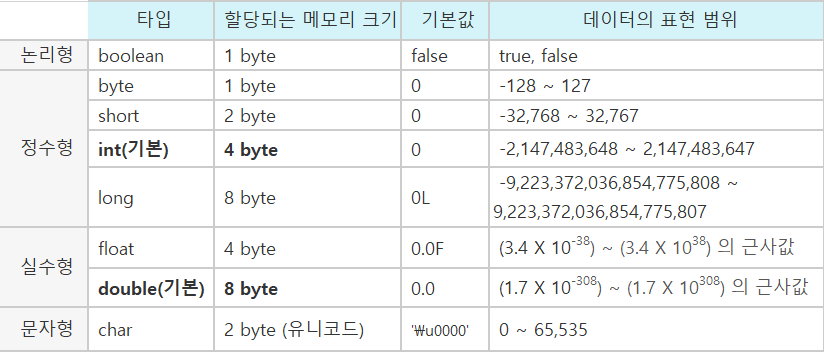 타입 할당되는 메모리 크기 기본값 데이터의 표현 범위
논리형 boolean 1 byte false true, false
정수형 byte 1 byte 0 -128 ~ 127
short 2 byte 0 -32,768 ~ 32,767
int(기본) 4 byte 0 -2,147,483,648 ~ 2,147,483,647
long 8 byte 0L -9,223,372,036,854,775,808 ~
9,223,372,036,854,775,807
실수형 float 4 byte 0.0F (3.4 X 10⁻³⁸) ~ (3.4 X 10³⁸) 의 근사값
double(기본) 8 byte 0.0 (1.7 X 10⁻³⁰⁸) ~ (1.7 X 10³⁰⁸) 의 근사값
문자형 char 2 byte (유니코드) '₩u0000' 0 ~ 65,535